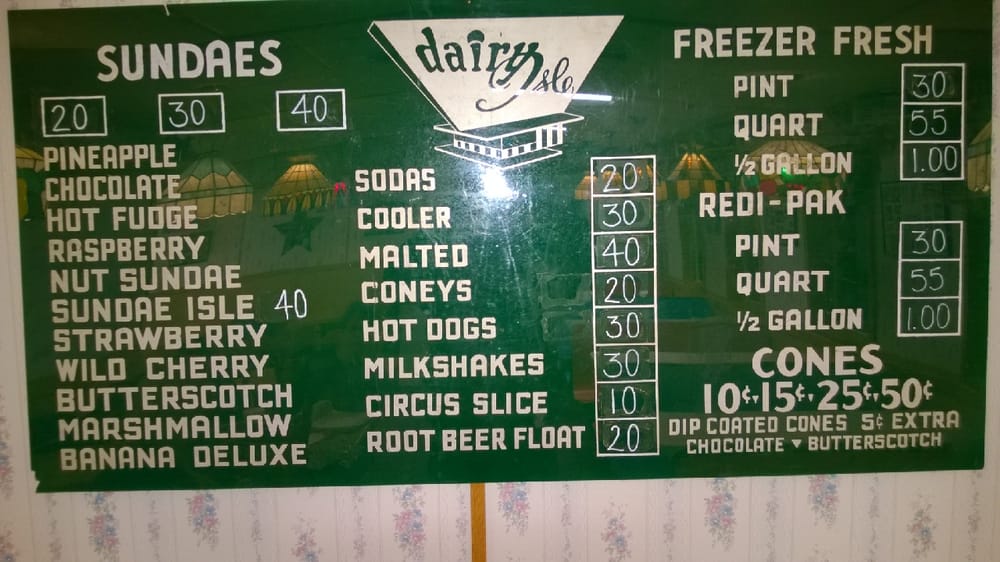 SUNDAES
20 30 40
PINEAPPLE
CHOCOLATE
HOT FUDGE
RASPBERRY
NUT SUNDAE
SUNDAE ISLE 40
STRAWBERRY
WILD CHERRY
BUTTERSCOTCH
MARSHMALLOW
BANANA DELUXE
dairy isle
SODAS 20
COOLER 30
MALTED 40
CONEYS 20
HOT DOGS 30
MILKSHAKES 30
CIRCUS SLICE 10
ROOT BEER FLOAT 20
FREEZER FRESH
PINT 30
QUART 55
½ GALLON 1.00
REDI-PAK
PINT 30
QUART 55
½ GALLON 1.00
CONES
10¢-15¢-25¢-50¢
DIP COATED CONES 5¢ EXTRA
CHOCOLATE ▾ BUTTERSCOTCH